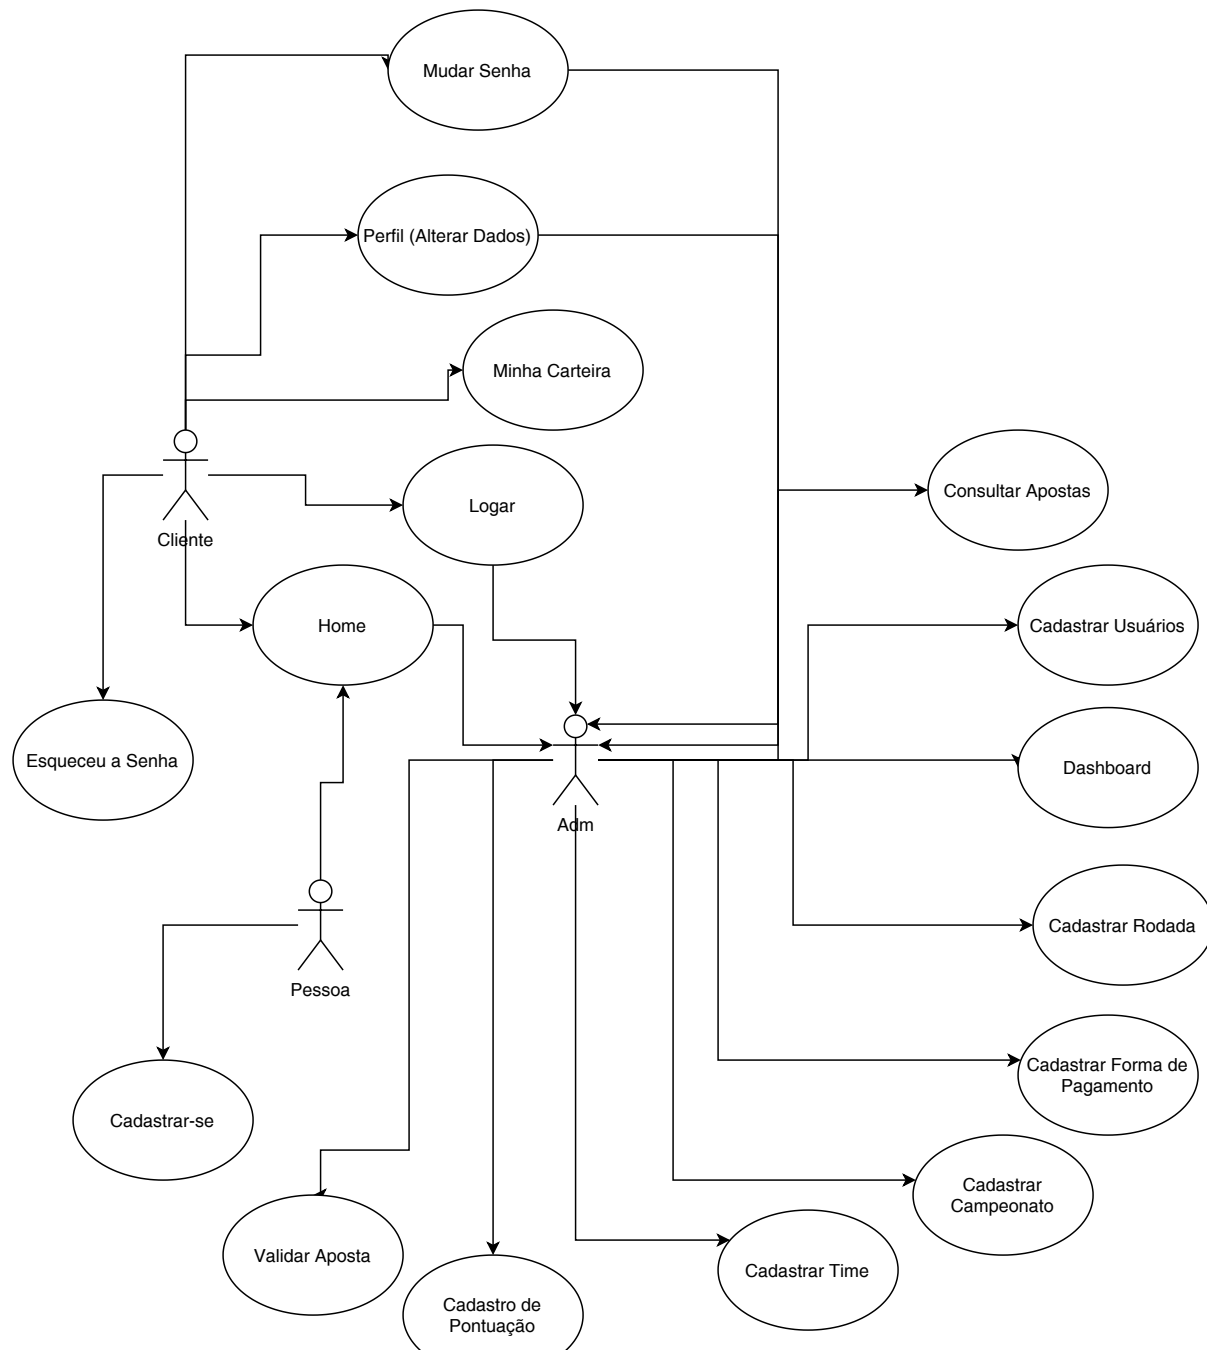 Mudar Senha
Perfil (Alterar Dados)
Minha Carteira
Logar
Consultar Apostas
Cliente
Home
Cadastrar Usuários
Esqueceu a Senha
Dashboard
Adm
Cadastrar Rodada
Pessoa
Cadastrar Forma de
Pagamento
Cadastrar-se
Cadastrar
Campeonato
Validar Aposta
Cadastrar Time
Cadastro de
Pontuação